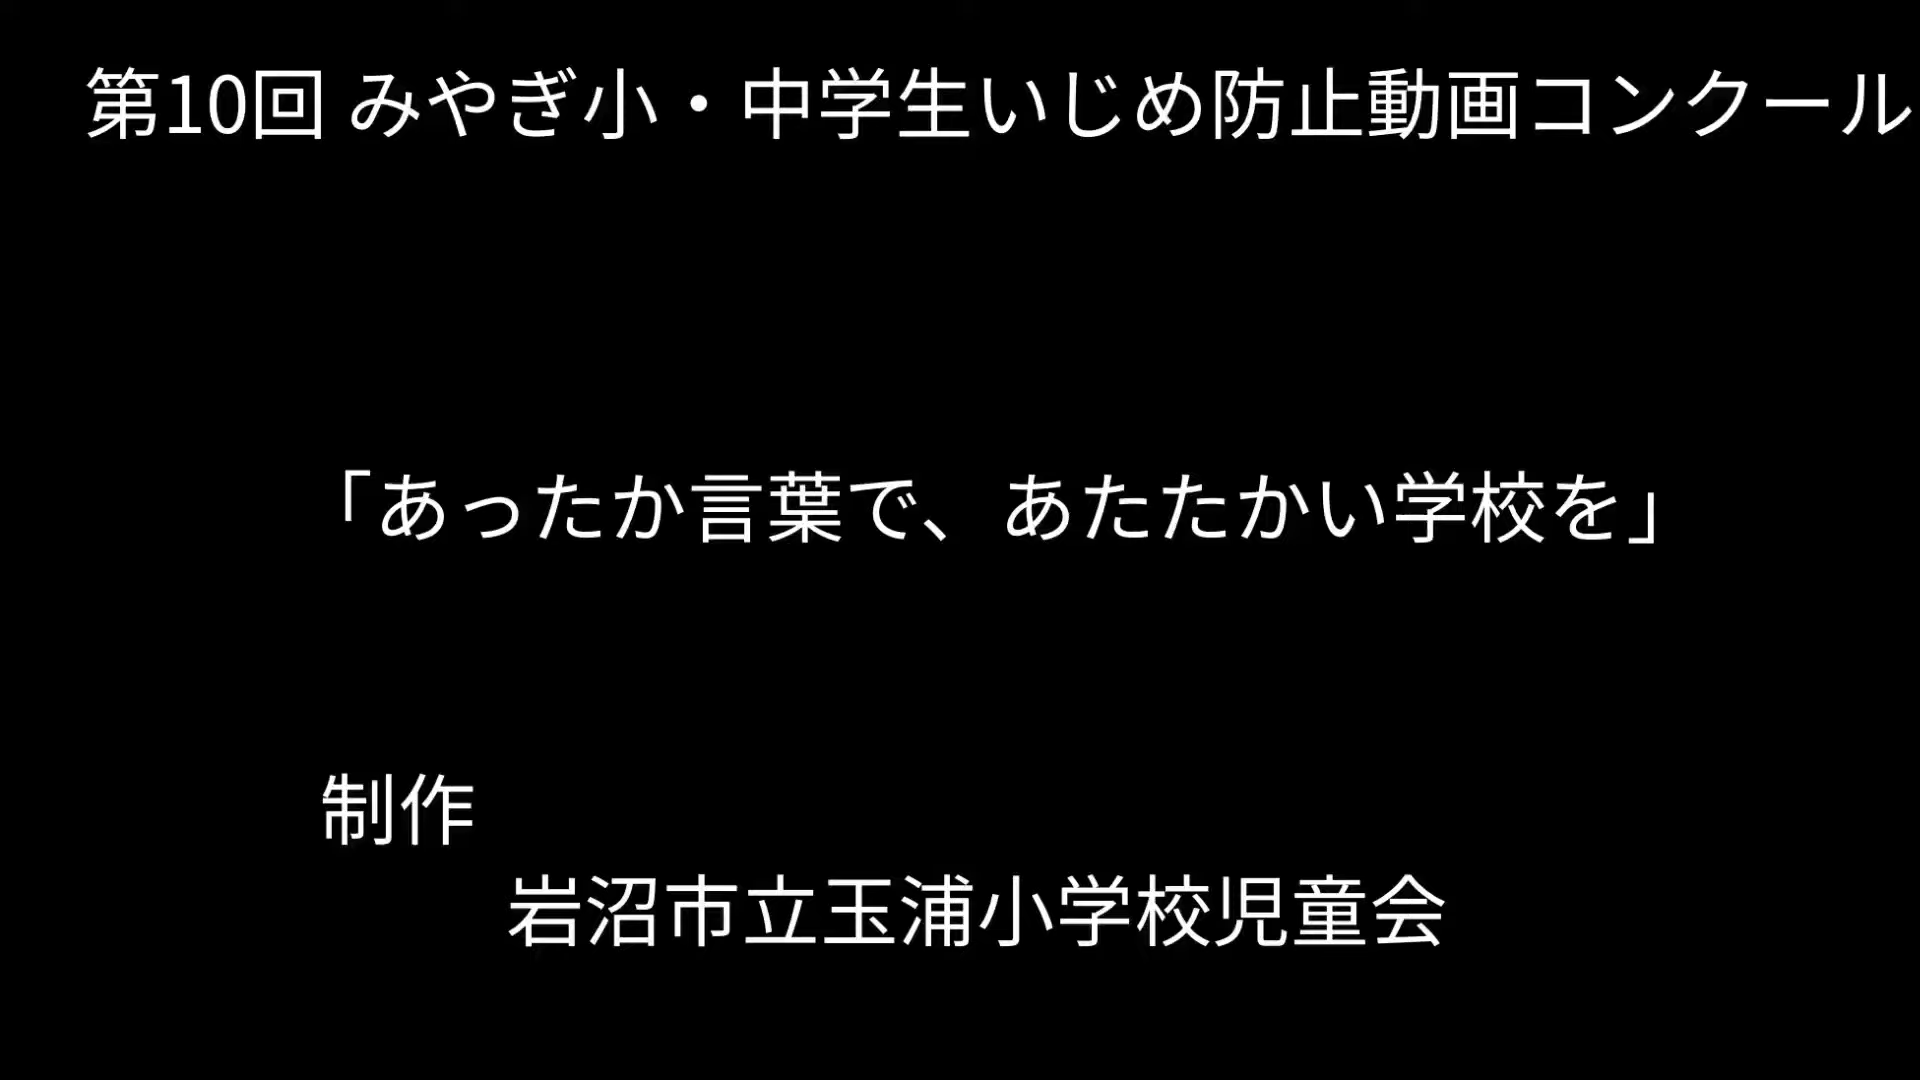 第10回 みやぎ小・中学生いじめ防止動画コンクール
「あったか言葉で、あたたかい学校を」
制作
岩沼市立玉浦小学校児童会